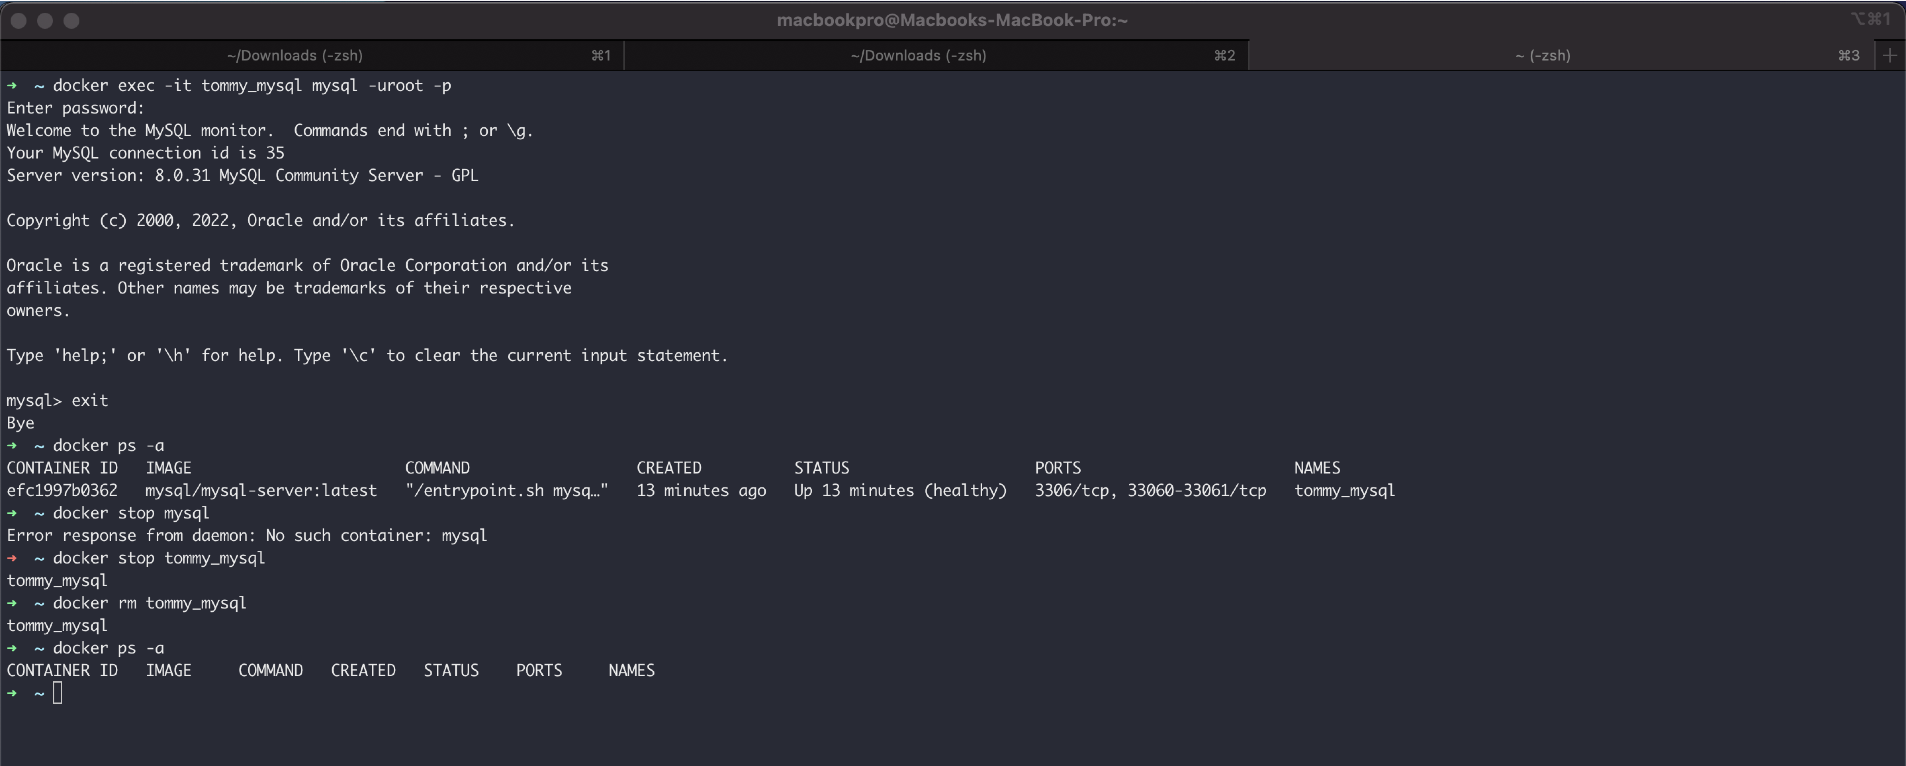 macbookpro@Macbooks-MacBook-Pro:~
⌥⌘1
~/Downloads (-zsh) ⌘1 ~/Downloads (-zsh) ⌘2 ~ (-zsh) ⌘3 +
➜  ~ docker exec -it tommy_mysql mysql -uroot -p
Enter password:
Welcome to the MySQL monitor.  Commands end with ; or \g.
Your MySQL connection id is 35
Server version: 8.0.31 MySQL Community Server - GPL

Copyright (c) 2000, 2022, Oracle and/or its affiliates.

Oracle is a registered trademark of Oracle Corporation and/or its
affiliates. Other names may be trademarks of their respective
owners.

Type 'help;' or '\h' for help. Type '\c' to clear the current input statement.

mysql> exit
Bye
➜  ~ docker ps -a
CONTAINER ID   IMAGE                       COMMAND                  CREATED          STATUS                    PORTS                       NAMES
efc1997b0362   mysql/mysql-server:latest   "/entrypoint.sh mysq…"   13 minutes ago   Up 13 minutes (healthy)   3306/tcp, 33060-33061/tcp   tommy_mysql
➜  ~ docker stop mysql
Error response from daemon: No such container: mysql
➜  ~ docker stop tommy_mysql
tommy_mysql
➜  ~ docker rm tommy_mysql
tommy_mysql
➜  ~ docker ps -a
CONTAINER ID   IMAGE     COMMAND   CREATED   STATUS    PORTS     NAMES
➜  ~